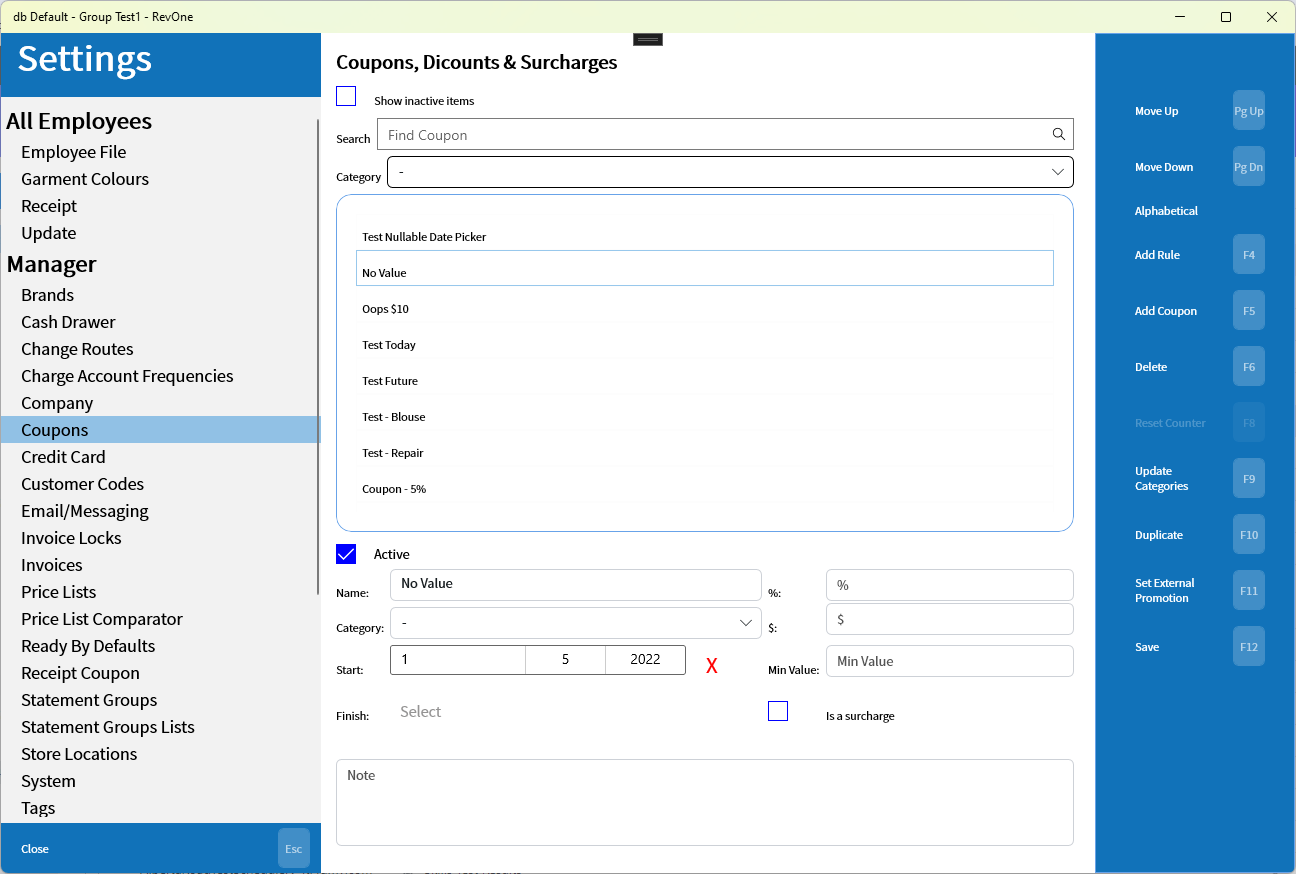 db Default - Group Test1 - RevOne
Settings
All Employees
Employee File
Garment Colours
Receipt
Update
Manager
Brands
Cash Drawer
Change Routes
Charge Account Frequencies
Company
Coupons
Credit Card
Customer Codes
Email/Messaging
Invoice Locks
Invoices
Price Lists
Price List Comparator
Ready By Defaults
Receipt Coupon
Statement Groups
Statement Groups Lists
Store Locations
System
Tags
Close Esc
Coupons, Dicounts & Surcharges
Show inactive items
Search Find Coupon
Category -
Test Nullable Date Picker
No Value
Oops $10
Test Today
Test Future
Test - Blouse
Test - Repair
Coupon - 5%
Active
Name: No Value %: %
Category: - $: $
Start: 1 5 2022 X Min Value: Min Value
Finish: Select Is a surcharge
Note
Move Up Pg Up
Move Down Pg Dn
Alphabetical
Add Rule F4
Add Coupon F5
Delete F6
Reset Counter F8
Update
Categories F9
Duplicate F10
Set External
Promotion F11
Save F12